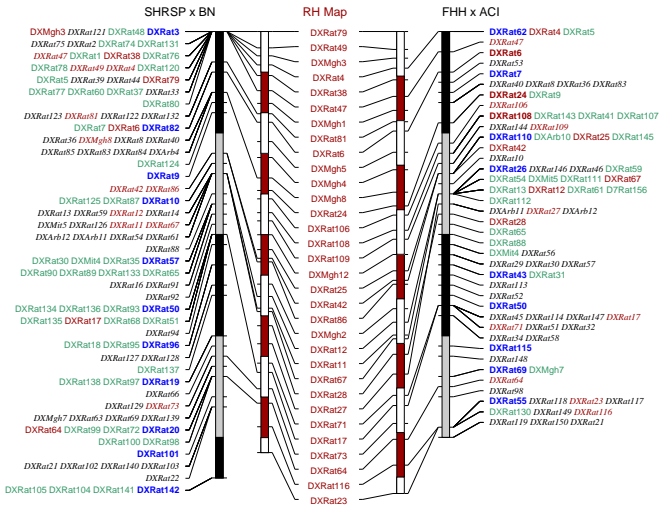 SHRSP x BN
RH Map
FHH x ACI
DXMgh3 DXRat121 DXRat48 DXRat3
DXRat75 DXRat2 DXRat74 DXRat131
DXRat47 DXRat1 DXRat38 DXRat76
DXRat78 DXRat49 DXRat4 DXRat120
DXRat5 DXRat39 DXRat44 DXRat79
DXRat77 DXRat60 DXRat37 DXRat33
DXRat80
DXRat123 DXRat81 DXRat122 DXRat132
DXRat7 DXRat6 DXRat82
DXRat36 DXMgh8 DXRat8 DXRat40
DXRat85 DXRat83 DXRat84 DXArb4
DXRat124
DXRat9
DXRat42 DXRat86
DXRat125 DXRat87 DXRat10
DXRat13 DXRat59 DXRat12 DXRat14
DXMit5 DXRat126 DXRat11 DXRat67
DXArb12 DXArb11 DXRat54 DXRat61
DXRat88
DXRat30 DXMit4 DXRat35 DXRat57
DXRat90 DXRat89 DXRat133 DXRat65
DXRat16 DXRat91
DXRat92
DXRat134 DXRat136 DXRat93 DXRat50
DXRat135 DXRat17 DXRat68 DXRat51
DXRat94
DXRat18 DXRat95 DXRat96
DXRat127 DXRat128
DXRat137
DXRat138 DXRat97 DXRat19
DXRat66
DXRat129 DXRat73
DXMgh7 DXRat63 DXRat69 DXRat139
DXRat64 DXRat99 DXRat72 DXRat20
DXRat100 DXRat98
DXRat101
DXRat21 DXRat102 DXRat140 DXRat103
DXRat22
DXRat105 DXRat104 DXRat141 DXRat142
DXRat79
DXRat49
DXMgh3
DXRat4
DXRat38
DXRat47
DXMgh1
DXRat81
DXRat6
DXMgh5
DXMgh4
DXMgh8
DXRat24
DXRat106
DXRat108
DXRat109
DXMgh12
DXRat25
DXRat42
DXRat86
DXMgh2
DXRat12
DXRat11
DXRat67
DXRat28
DXRat27
DXRat71
DXRat17
DXRat73
DXRat64
DXRat116
DXRat23
DXRat62 DXRat4 DXRat5
DXRat47
DXRat6
DXRat53
DXRat7
DXRat40 DXRat8 DXRat36 DXRat83
DXRat24 DXRat9
DXRat106
DXRat108 DXRat143 DXRat41 DXRat107
DXRat144 DXRat109
DXRat110 DXArb10 DXRat25 DXRat145
DXRat42
DXRat10
DXRat26 DXRat146 DXRat46 DXRat59
DXRat54 DXMit5 DXRat111 DXRat67
DXRat13 DXRat12 DXRat61 D7Rat156
DXRat112
DXArb11 DXRat27 DXArb12
DXRat28
DXRat65
DXRat88
DXMit4 DXRat56
DXRat29 DXRat30 DXRat57
DXRat43 DXRat31
DXRat113
DXRat52
DXRat50
DXRat45 DXRat114 DXRat147 DXRat17
DXRat71 DXRat51 DXRat32
DXRat34 DXRat58
DXRat115
DXRat148
DXRat69 DXMgh7
DXRat64
DXRat98
DXRat55 DXRat118 DXRat23 DXRat117
DXRat130 DXRat149 DXRat116
DXRat119 DXRat150 DXRat21